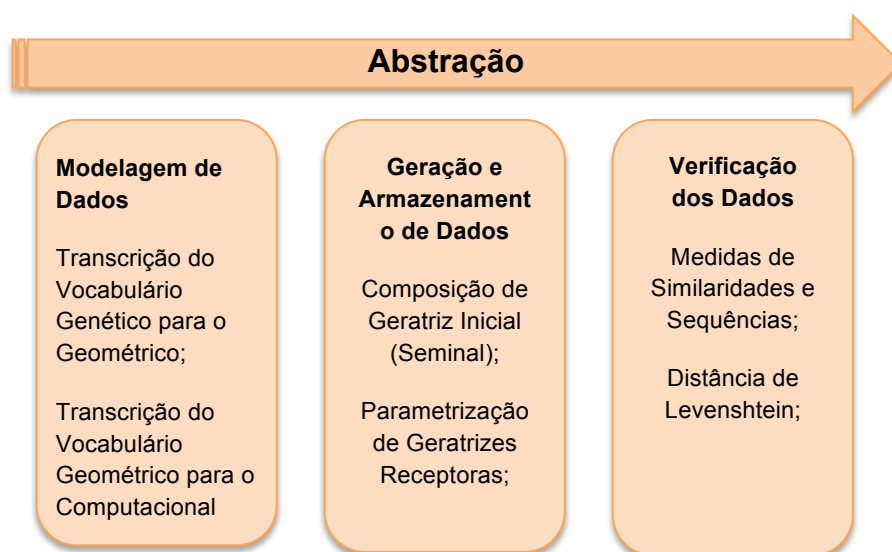 Abstração
Modelagem de
Dados
Transcrição do
Vocabulário
Genético para o
Geométrico;
Transcrição do
Vocabulário
Geométrico para o
Computacional
Geração e
Armazenament
o de Dados
Composição de
Geratriz Inicial
(Seminal);
Parametrização
de Geratrizes
Receptoras;
Verificação
dos Dados
Medidas de
Similaridades e
Sequências;
Distância de
Levenshtein;